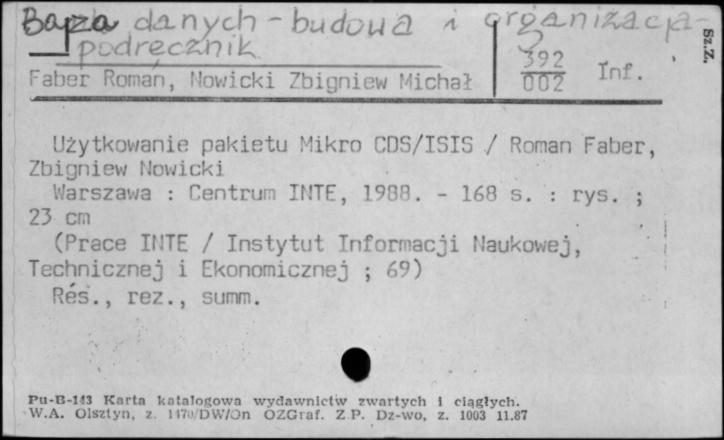 Baza danych - budowa i organizacja -
podręcznik
Sz.Z.
Faber Roman, Nowicki Zbigniew Michał
392
002
Inf.
Użytkowanie pakietu Mikro CDS/ISIS / Roman Faber,
Zbigniew Nowicki
Warszawa : Centrum INTE, 1988. - 168 s. : rys. ;
23 cm
(Prace INTE / Instytut Informacji Naukowej,
Technicznej i Ekonomicznej ; 69)
Rés., rez., summ.
Pu-B-143 Karta katalogowa wydawnictw zwartych i ciągłych.
W.A. Olsztyn, z. 1470/DW/On OZGraf. Z.P. Dz-wo, z. 1003 11.87